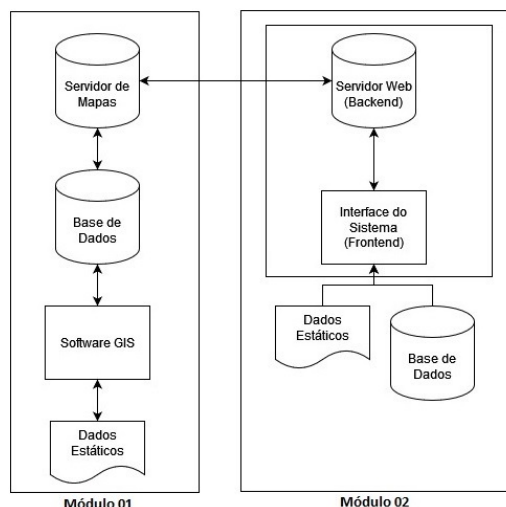 Servidor de
Mapas
Base de
Dados
Software GIS
Dados
Estáticos
Módulo 01
Servidor Web
(Backend)
Interface do
Sistema
(Frontend)
Dados
Estáticos
Base de
Dados
Módulo 02